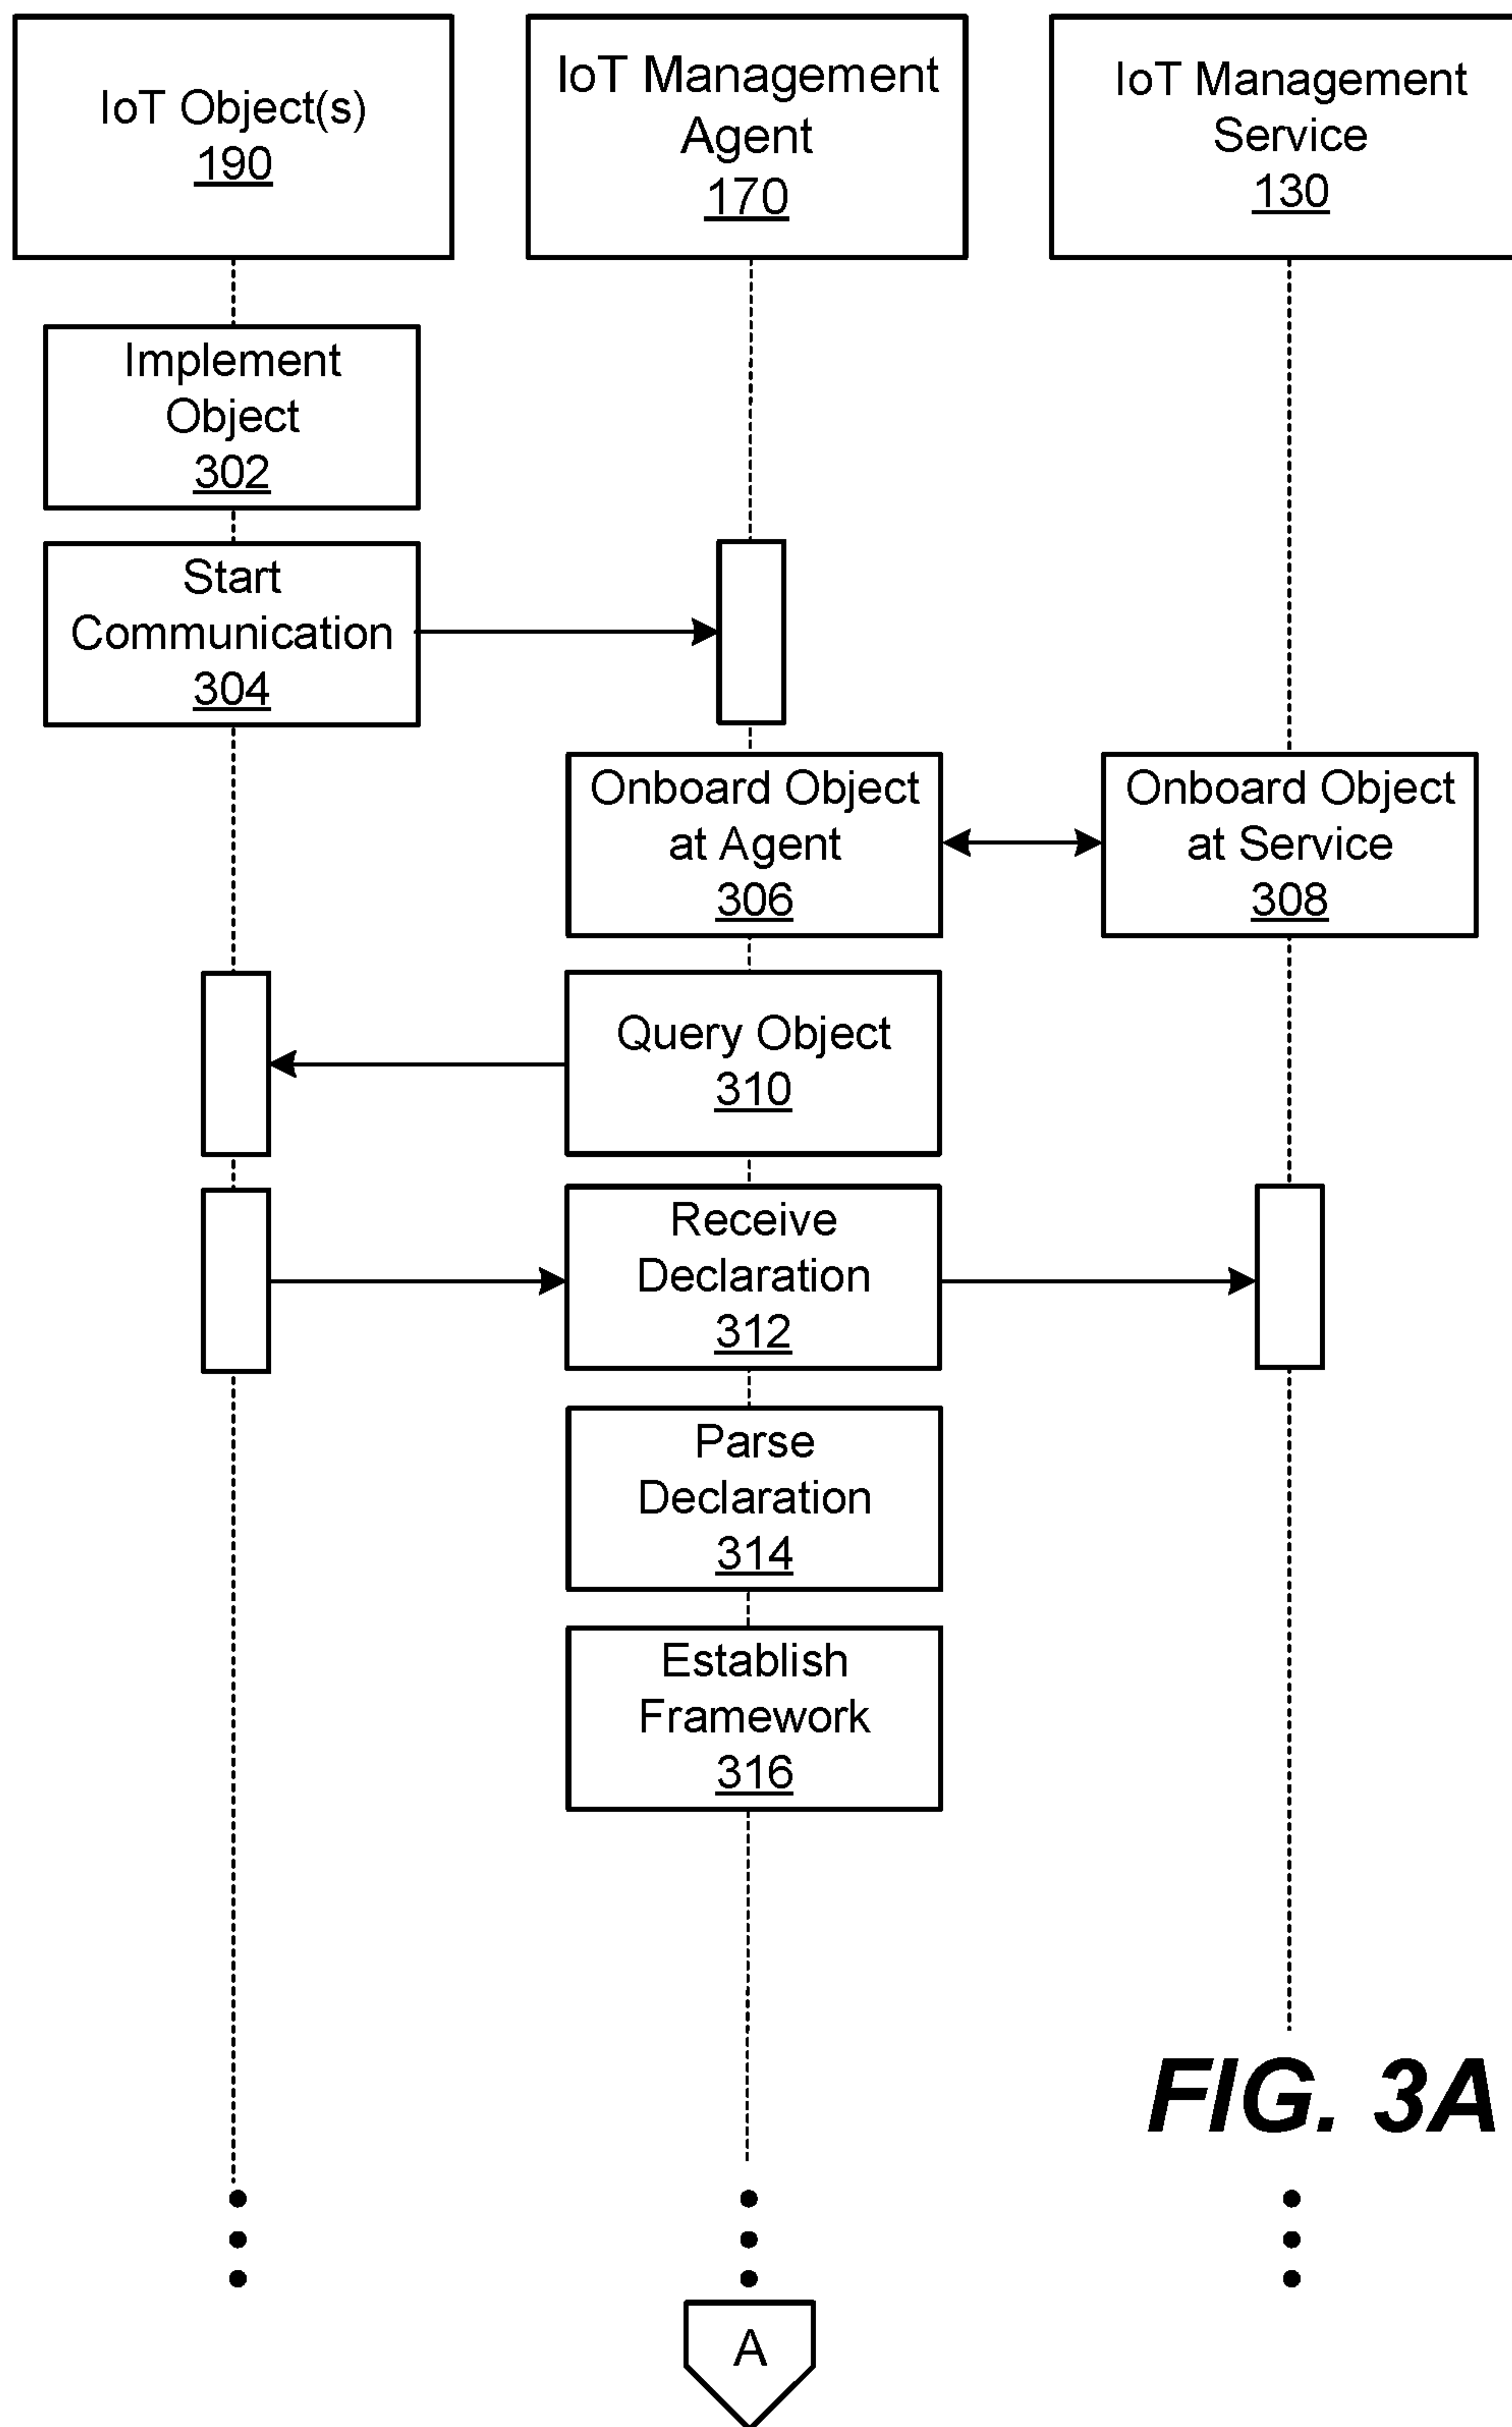 IoT Object(s)
190
IoT Management
Agent
170
IoT Management
Service
130
Implement
Object
302
Start
Communication
304
Onboard Object
at Agent
306
Onboard Object
at Service
308
Query Object
310
Receive
Declaration
312
Parse
Declaration
314
Establish
Framework
316
FIG. 3A
A